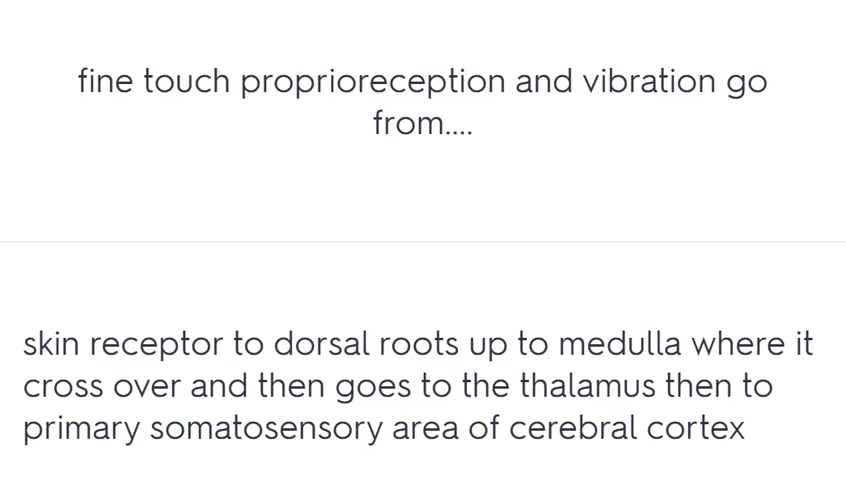 fine touch proprioreception and vibration go
from....
skin receptor to dorsal roots up to medulla where it
cross over and then goes to the thalamus then to
primary somatosensory area of cerebral cortex